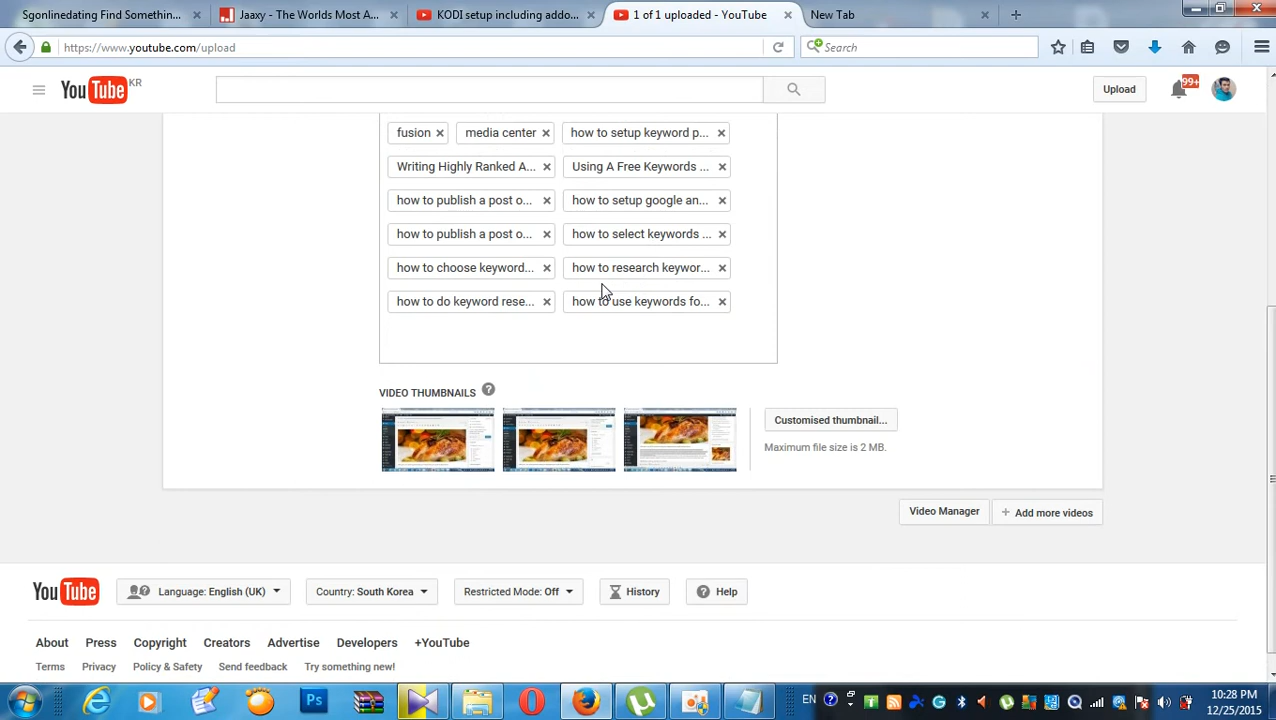 Sgonlinedating Find Somethin...
Jaaxy - The Worlds Mos A...
KODI setup including addo...
1 of 1 uploaded - YouTube
New Tab
https://www.youtube.com/upload
Search
YouTube KR
Upload
99+
fusion
media center
how to setup keyword p...
Writing Highly Ranked A...
Using A Free Keywords ...
how to publish a post o...
how to setup google an...
how to publish a post o...
how to select keywords ...
how to choose keyword...
how to research keywor...
how to do keyword rese...
how to use keywords fo...
VIDEO THUMBNAILS ?
Customised thumbnail...
Maximum file size is 2 MB.
Video Manager
+ Add more videos
YouTube
Language: English (UK)
Country: South Korea
Restricted Mode: Off
History
Help
About
Press
Copyright
Creators
Advertise
Developers
+YouTube
Terms
Privacy
Policy & Safety
Send feedback
Try something new!
Ps
EN
10:28 PM
12/25/2015